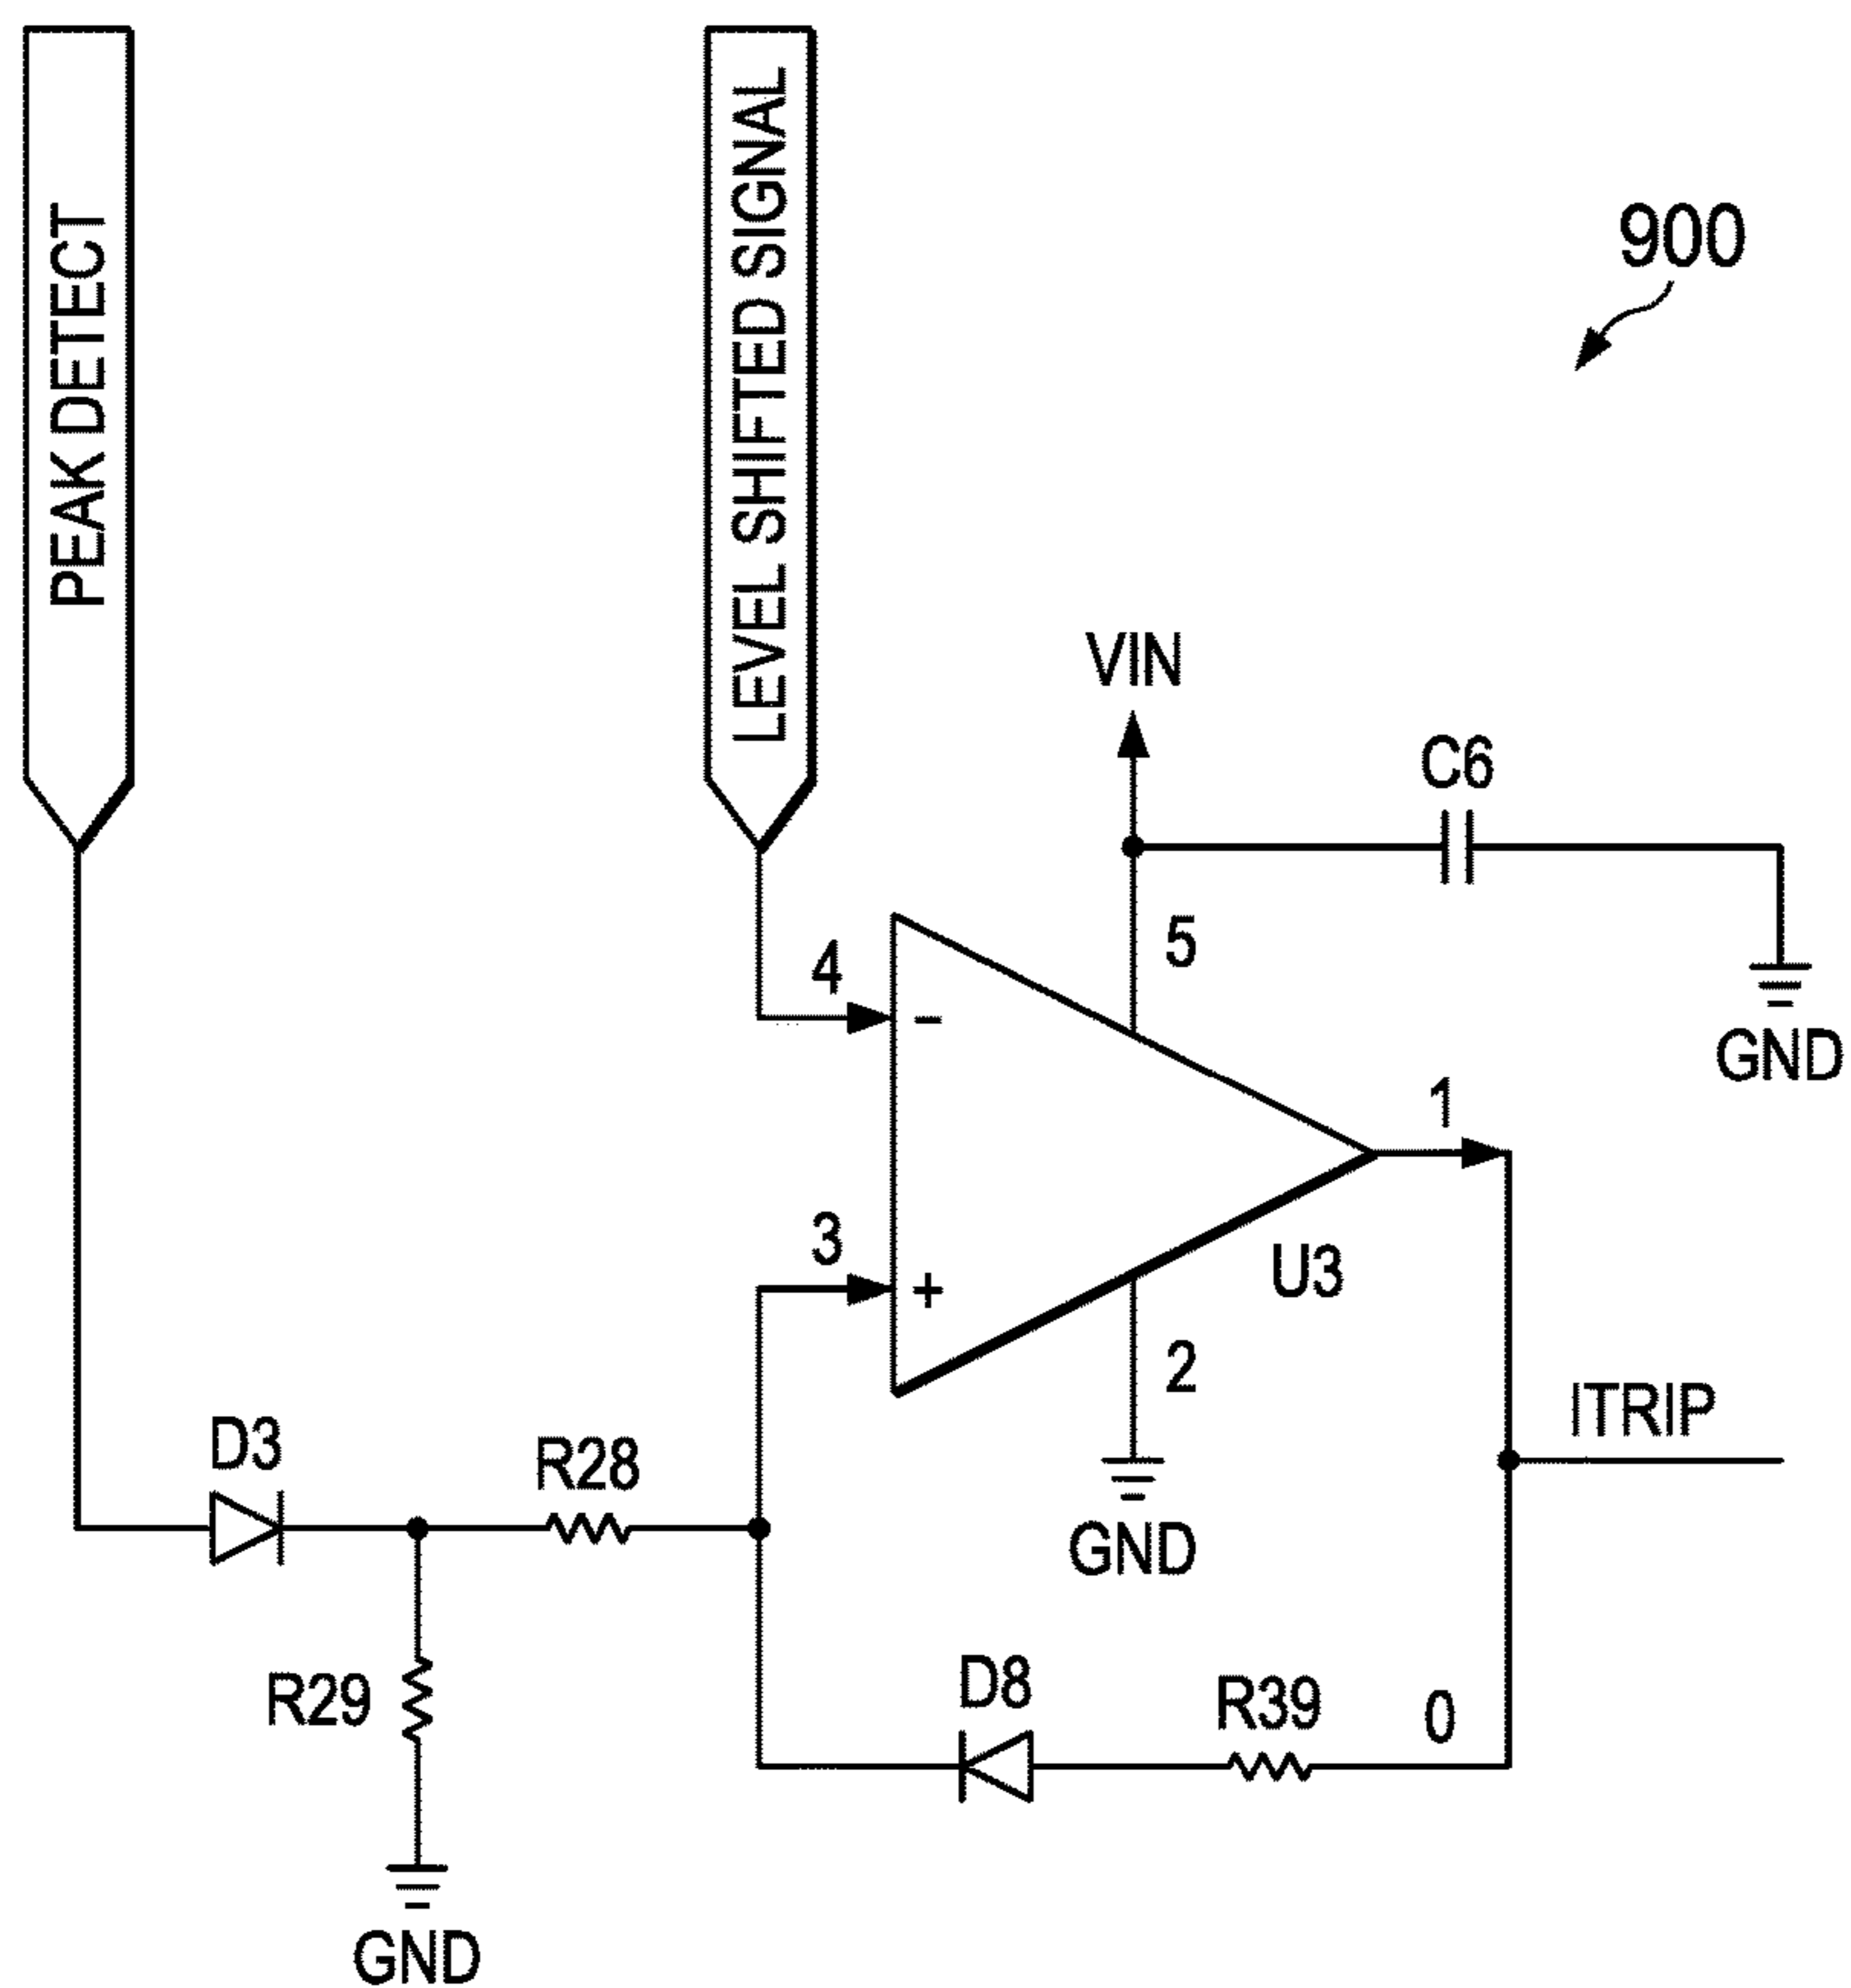 PEAK DETECT
LEVEL SHIFTED SIGNAL
900
VIN
C6
5
4
-
GND
1
3
+
U3
2
ITRIP
D3
R28
GND
R29
D8
R39
0
GND